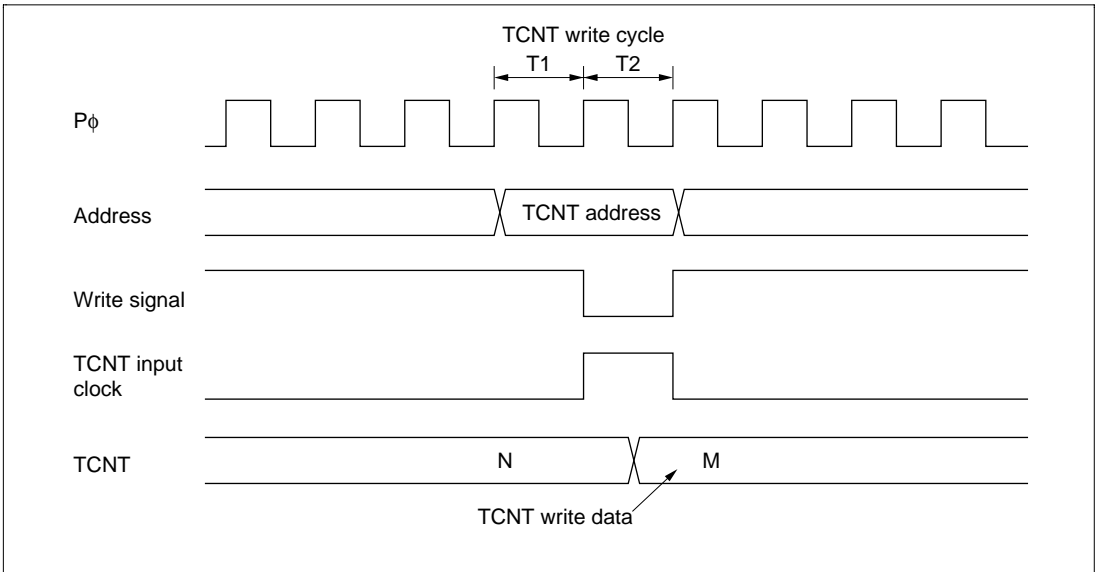 TCNT write cycle
T1 T2
Pϕ
Address
TCNT address
Write signal
TCNT input
clock
TCNT
N
M
TCNT write data